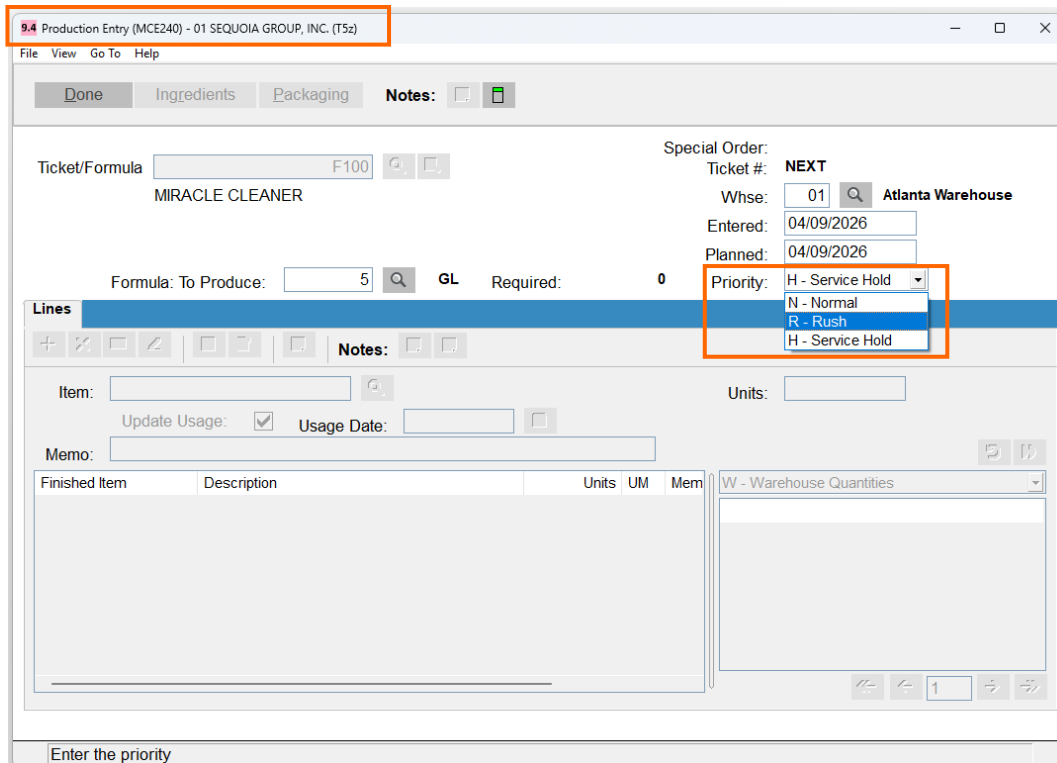 9.4 Production Entry (MCE240) - 01 SEQUOIA GROUP, INC. (T5z)
File View Go To Help
Done Ingredients Packaging Notes:
Special Order:
Ticket/Formula F100 Ticket #: NEXT
MIRACLE CLEANER Whse: 01 Atlanta Warehouse
Entered: 04/09/2026
Planned: 04/09/2026
Formula: To Produce: 5 GL Required: 0 Priority: H - Service Hold
N - Normal
R - Rush
H - Service Hold
Lines
Notes:
Item: Units:
Update Usage: Usage Date:
Memo:
Finished Item Description Units UM Mem W - Warehouse Quantities
1
Enter the priority